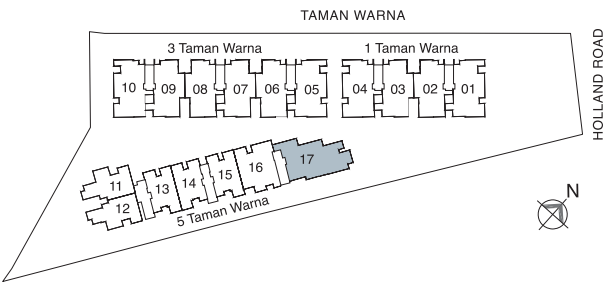 TAMAN WARNA
3 Taman Warna
1 Taman Warna
10 09 08 07 06 05
04 03 02 01
HOLLAND ROAD
17
16
15
14
13
11
12
5 Taman Warna
N